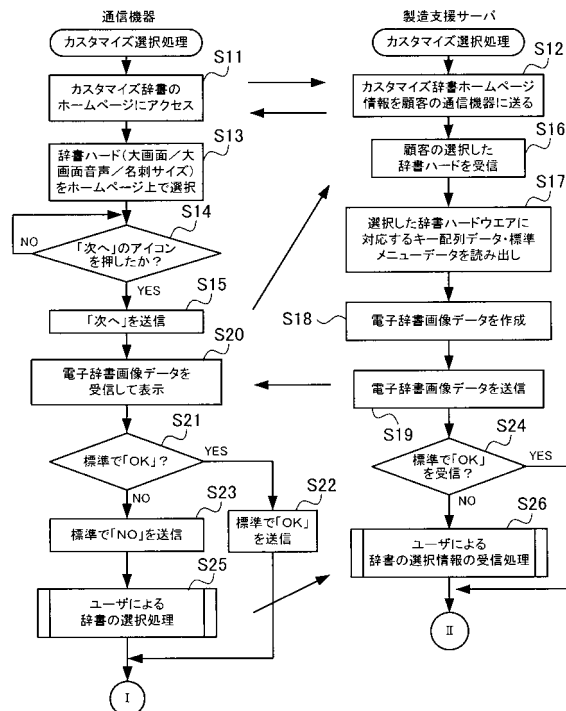 通信機器
カスタマイズ選択処理
S11
カスタマイズ辞書の
ホームページにアクセス
S13
辞書ハード(大画面/大
画面音声/名刺サイズ)
をホームページ上で選択
S14
NO
「次へ」のアイコン
を押したか?
YES
S15
「次へ」を送信
S20
電子辞書画像データを
受信して表示
S21
標準で「OK」?
YES
NO
S23
標準で「NO」を送信
S22
標準で「OK」
を送信
S25
ユーザによる
辞書の選択処理
I
製造支援サーバ
カスタマイズ選択処理
S12
カスタマイズ辞書ホームページ
情報を顧客の通信機器に送る
S16
顧客の選択した
辞書ハードを受信
S17
選択した辞書ハードウエアに
対応するキー配列データ・標準
メニューデータを読み出し
S18
電子辞書画像データを作成
電子辞書画像データを送信
S19
S24
標準で「OK」
を受信?
YES
NO
S26
ユーザによる
辞書の選択情報の受信処理
II